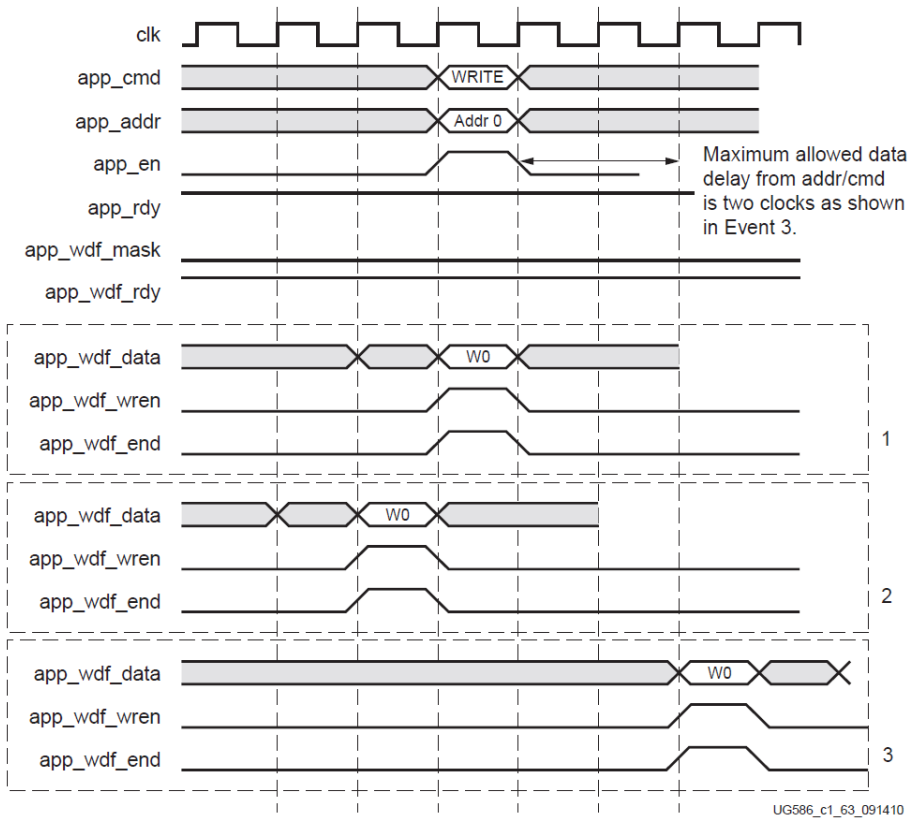 clk
app_cmd
WRITE
app_addr
Addr 0
app_en
Maximum allowed data
delay from addr/cmd
is two clocks as shown
in Event 3.
app_rdy
app_wdf_mask
app_wdf_rdy
app_wdf_data
W0
app_wdf_wren
app_wdf_end
1
app_wdf_data
W0
app_wdf_wren
app_wdf_end
2
app_wdf_data
W0
app_wdf_wren
app_wdf_end
3
UG586_c1_63_091410